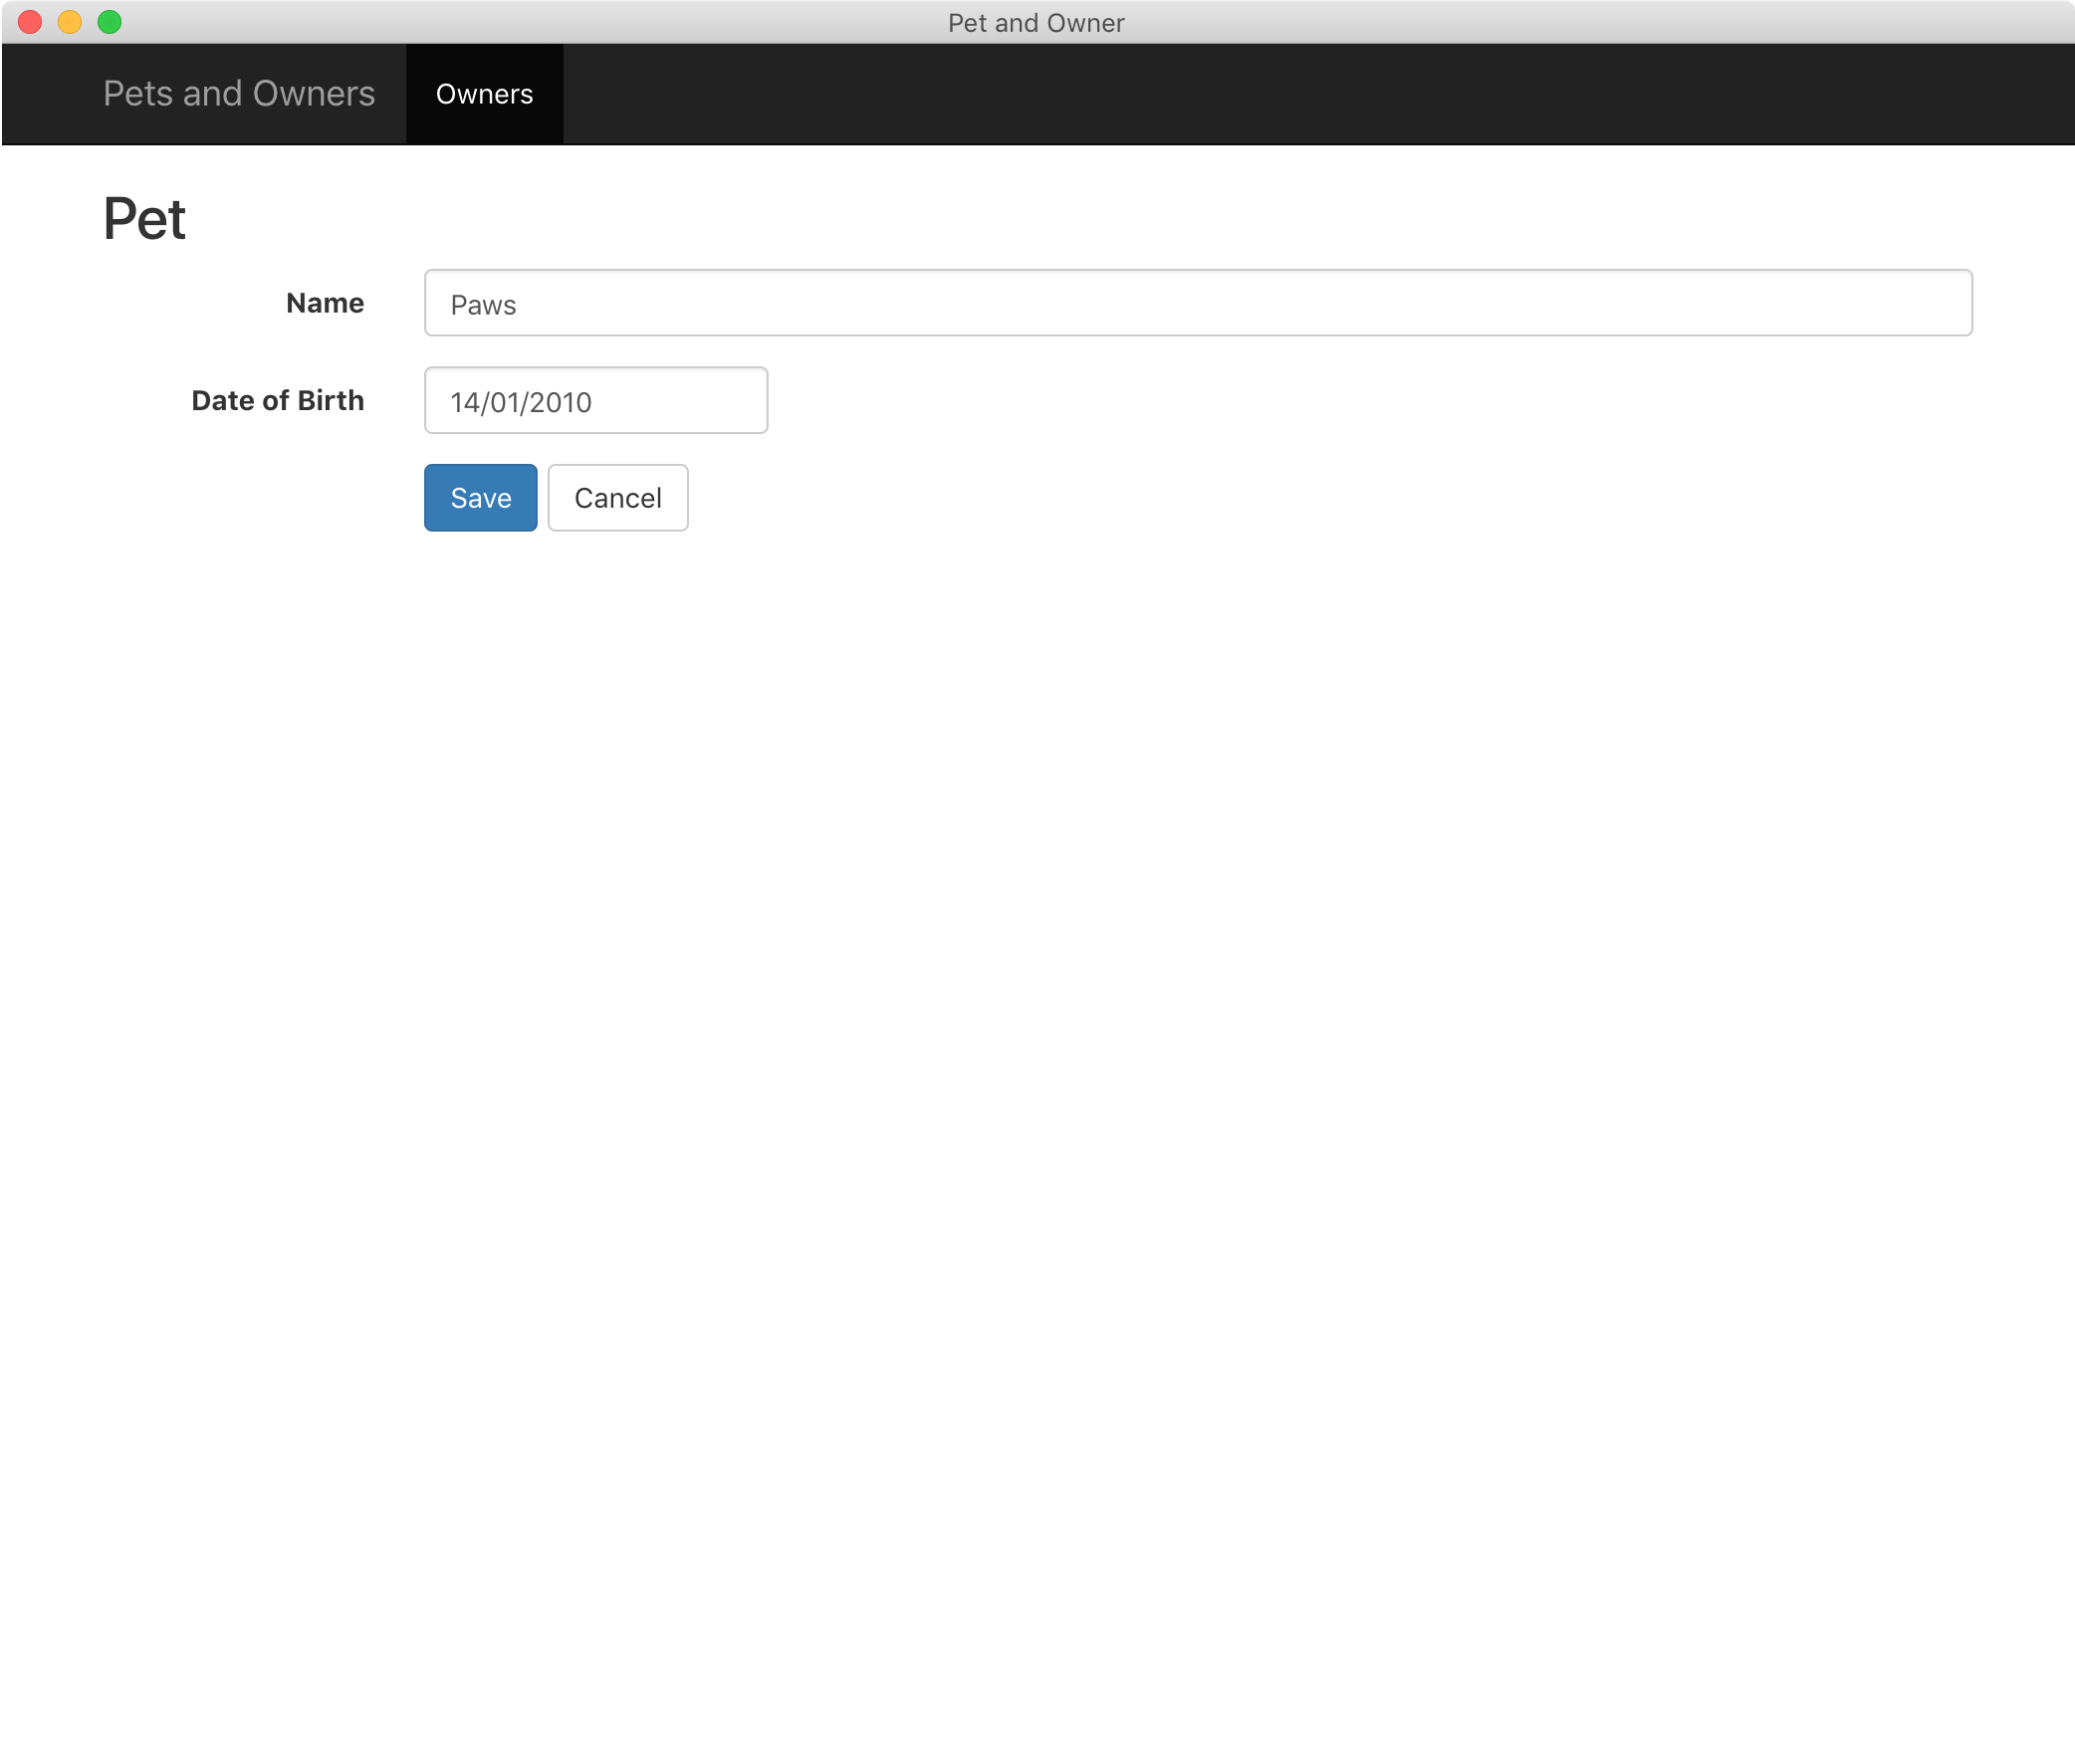 Pet and Owner
Pets and Owners Owners
Pet
Name Paws
Date of Birth 14/01/2010
Save Cancel